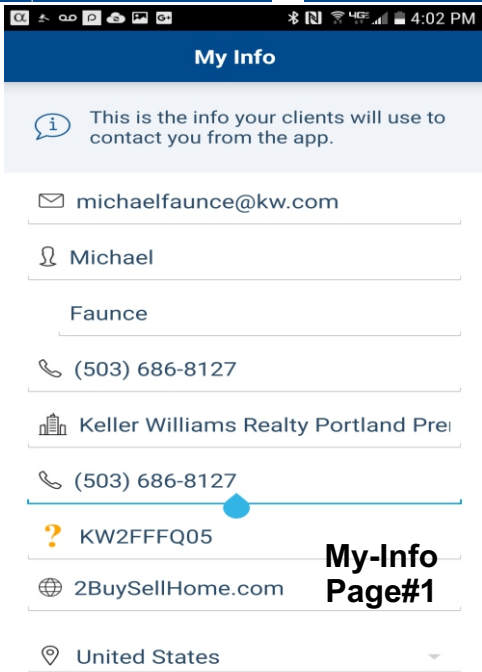 4GE 4:02 PM
My Info
This is the info your clients will use to
contact you from the app.
michaelfaunce@kw.com
Michael
Faunce
(503) 686-8127
Keller Williams Realty Portland Prei
(503) 686-8127
? KW2FFFQ05
My-Info
2BuySellHome.com
Page#1
United States